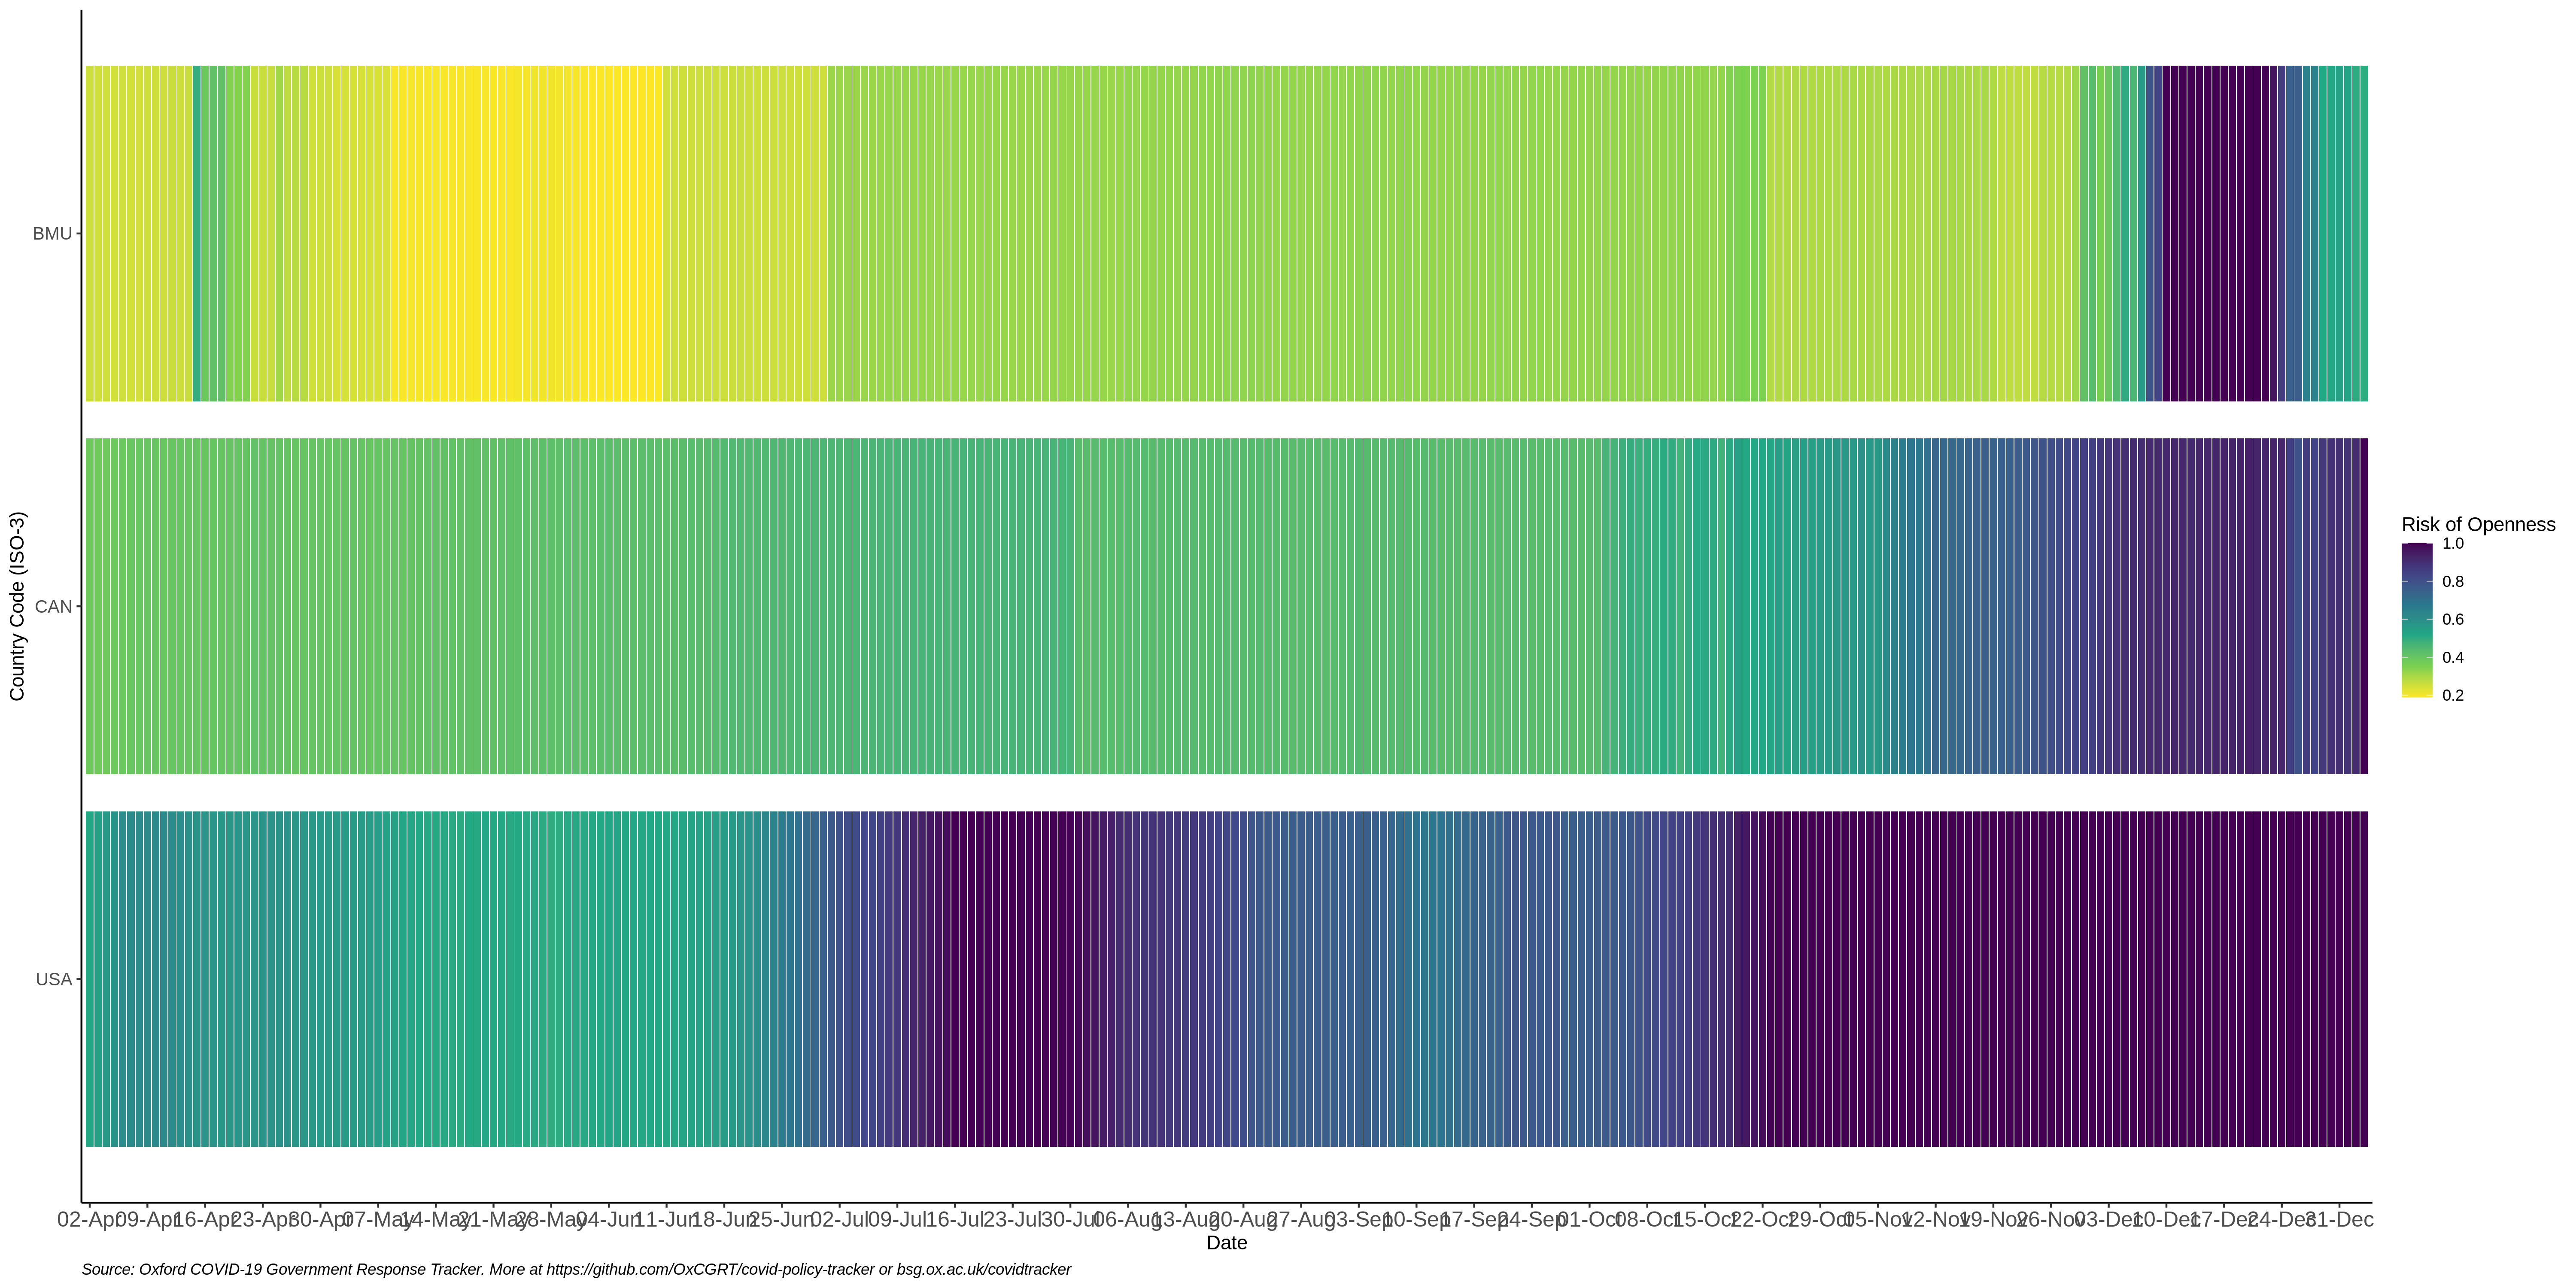 BMU
CAN
USA
Country Code (ISO-3)
Risk of Openness
1.0
0.8
0.6
0.4
0.2
02-Apr 09-Apr 16-Apr 23-Apr 30-Apr 07-May 14-May 21-May 28-May 04-Jun 11-Jun 18-Jun 25-Jun 02-Jul 09-Jul 16-Jul 23-Jul 30-Jul 06-Aug 13-Aug 20-Aug 27-Aug 03-Sep 10-Sep 17-Sep 24-Sep 01-Oct 08-Oct 15-Oct 22-Oct 29-Oct 05-Nov 12-Nov 19-Nov 26-Nov 03-Dec 10-Dec 17-Dec 24-Dec 31-Dec
Date
Source: Oxford COVID-19 Government Response Tracker. More at https://github.com/OxCGRT/covid-policy-tracker or bsg.ox.ac.uk/covidtracker